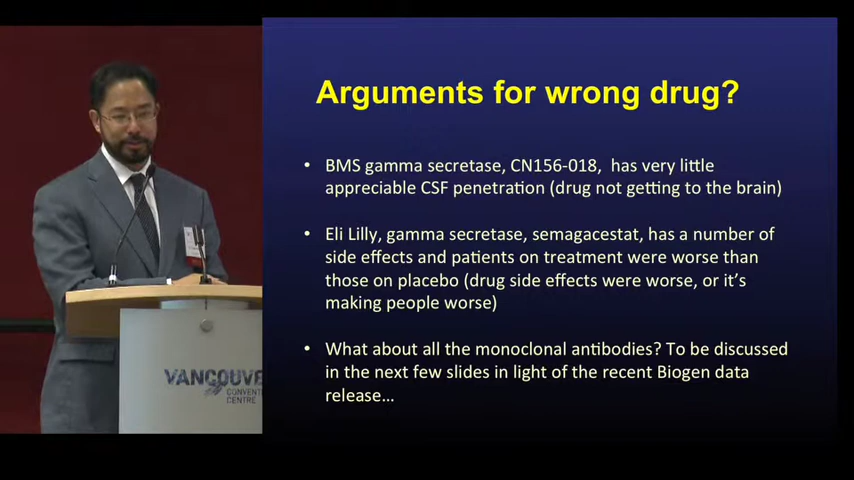 Arguments for wrong drug?
• BMS gamma secretase, CN156-018, has very little
appreciable CSF penetration (drug not getting to the brain)
• Eli Lilly, gamma secretase, semagacestat, has a number of
side effects and patients on treatment were worse than
those on placebo (drug side effects were worse, or it's
making people worse)
• What about all the monoclonal antibodies? To be discussed
in the next few slides in light of the recent Biogen data
release...
VANCOUVE
CONVENT
CENTRE